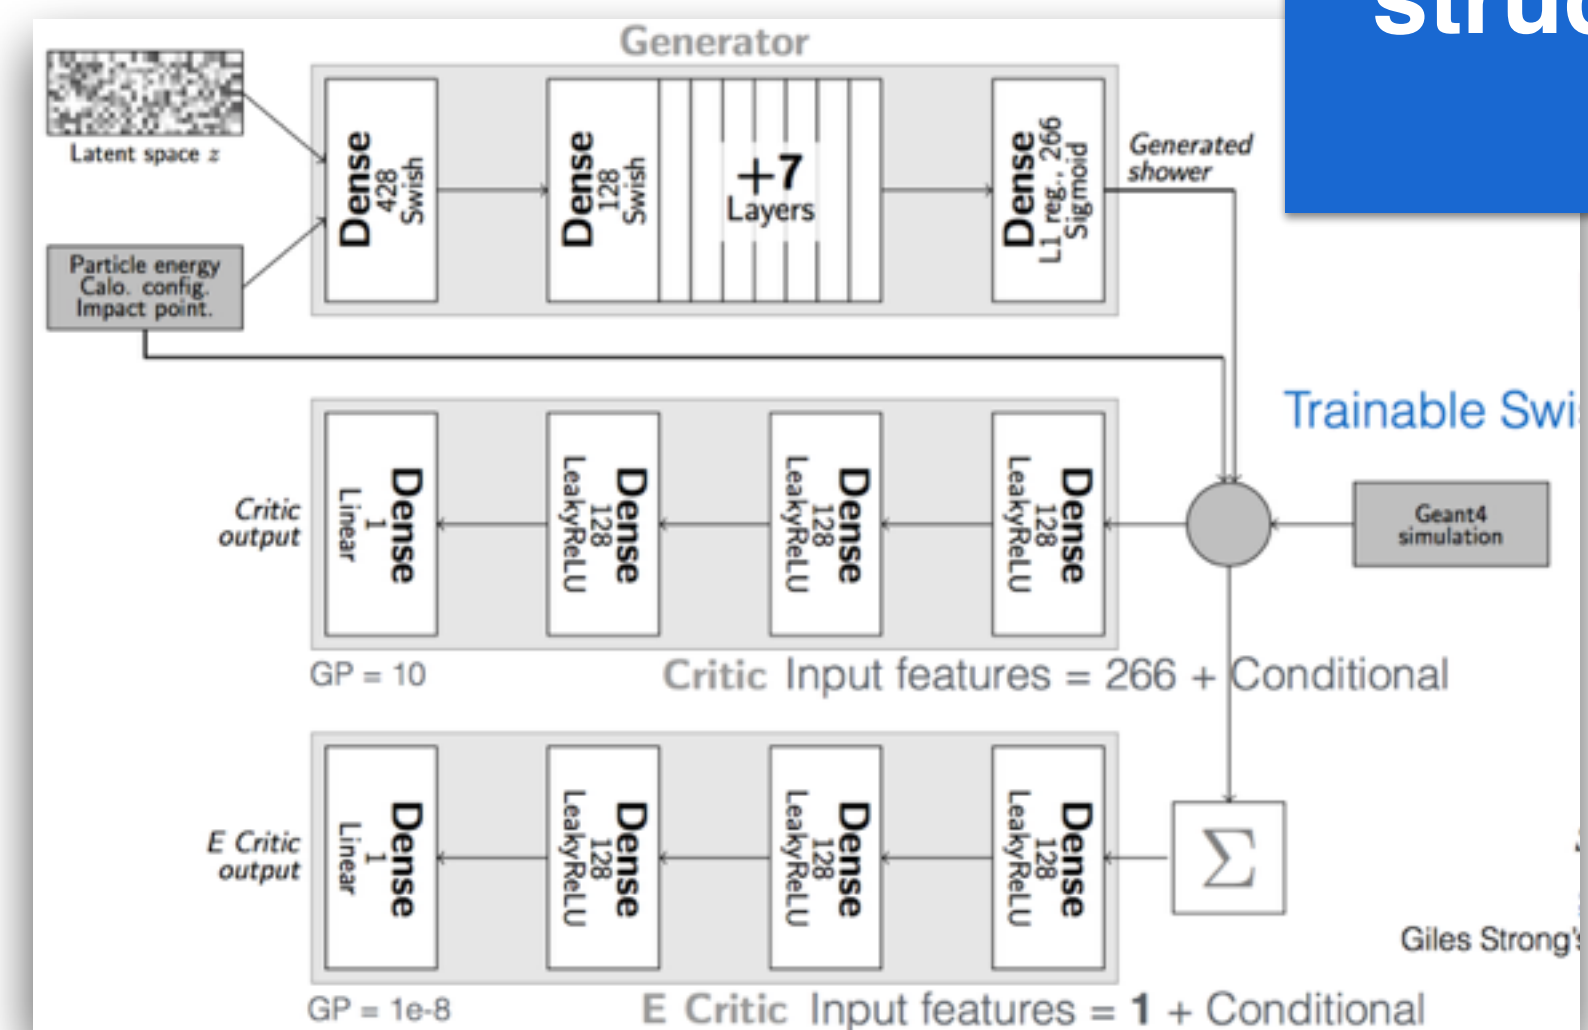 Generator
Latent space z
Particle energy
Calo. config.
Impact point.
Dense
428
Swish
Dense
128
Swish
+7
Layers
Dense
L1 reg., 266
Sigmoid
Generated
shower
Trainable
Critic
output
Dense
1
Linear
Dense
128
LeakyReLU
Dense
128
LeakyReLU
Dense
128
LeakyReLU
Geant4
simulation
GP = 10
Critic Input features = 266 + Conditional
E Critic
output
Dense
1
Linear
Dense
128
LeakyReLU
Dense
128
LeakyReLU
Dense
128
LeakyReLU
Σ
Giles Strong's
GP = 1e-8
E Critic Input features = 1 + Conditional